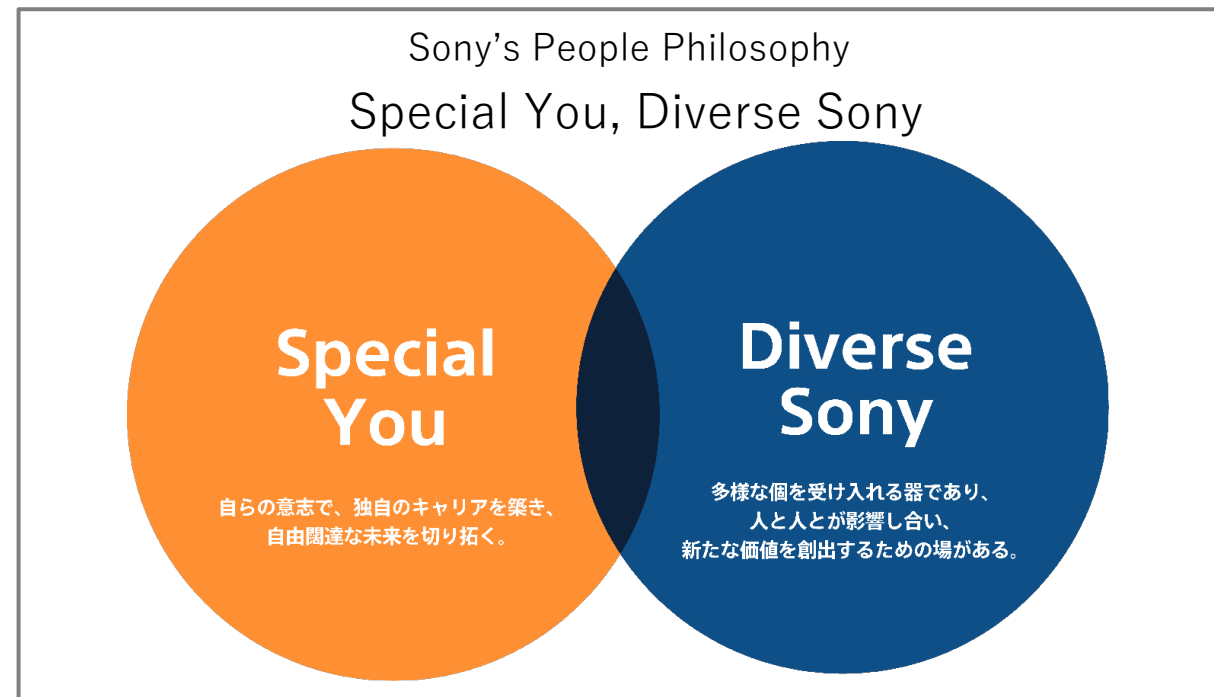 Sony’s People Philosophy
Special You, Diverse Sony
Special
You
自らの意志で、独自のキャリアを築き、
自由闊達な未来を切り拓く。
Diverse
Sony
多様な個を受け入れる器であり、
人と人とが影響し合い、
新たな価値を創出するための場がある。